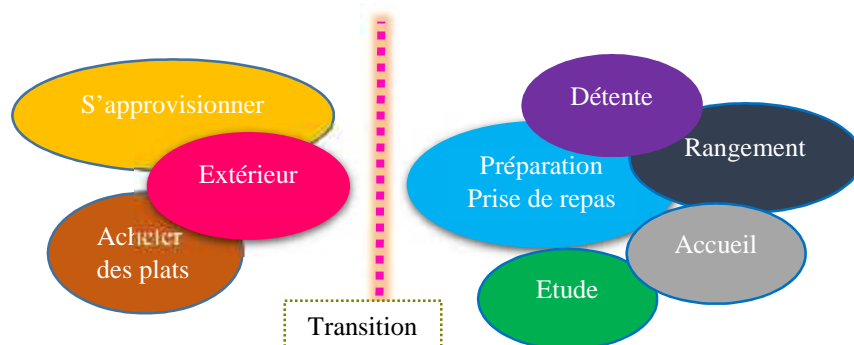 S'approvisionner
Extérieur
Acheter
des plats
Transition
Détente
Préparation
Prise de repas
Rangement
Accueil
Etude